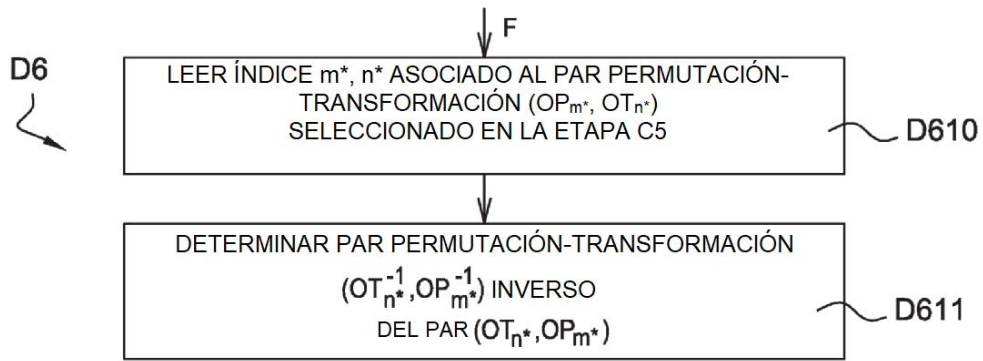 F
D6
LEER ÍNDICE m*, n* ASOCIADO AL PAR PERMUTACIÓN-
TRANSFORMACIÓN (OPm*, OTn*)
SELECCIONADO EN LA ETAPA C5
D610
DETERMINAR PAR PERMUTACIÓN-TRANSFORMACIÓN
(OT-1n*,OP-1m*) INVERSO
DEL PAR (OTn*,OPm*)
D611